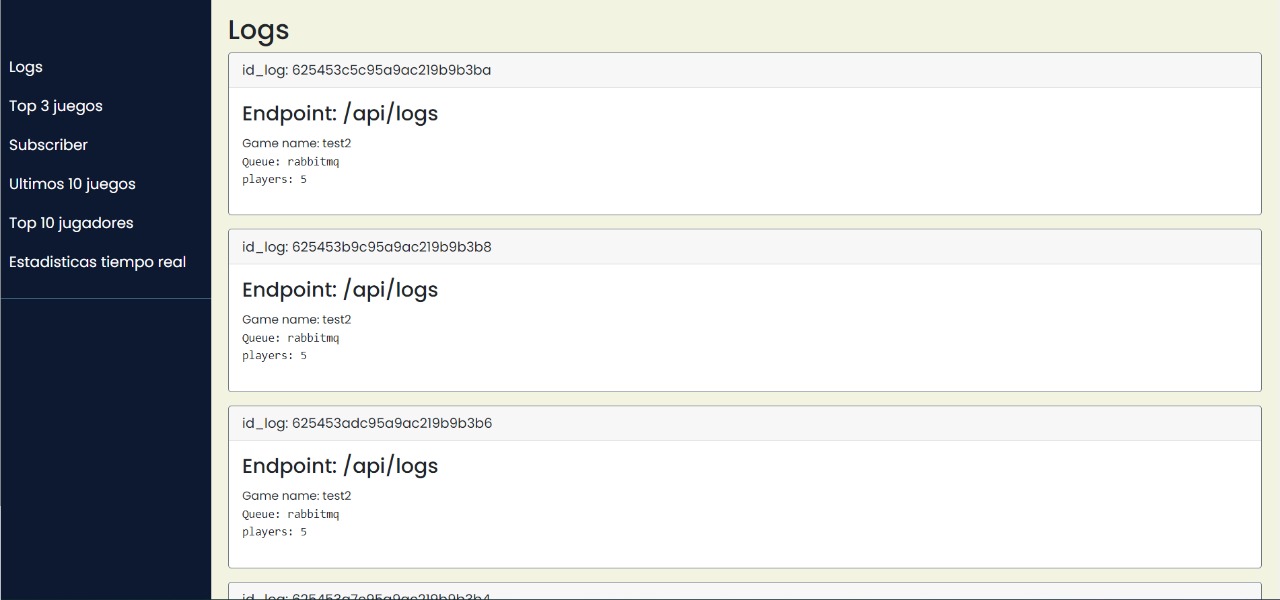 Logs
Top 3 juegos
Subscriber
Ultimos 10 juegos
Top 10 jugadores
Estadisticas tiempo real
Logs
id_log: 625453c5c95a9ac219b9b3ba
Endpoint: /api/logs
Game name: test2
Queue: rabbitmq
players: 5
id_log: 625453b9c95a9ac219b9b3b8
Endpoint: /api/logs
Game name: test2
Queue: rabbitmq
players: 5
id_log: 625453adc95a9ac219b9b3b6
Endpoint: /api/logs
Game name: test2
Queue: rabbitmq
players: 5
id_log: 625453a7c95a9ac219b9b3b4